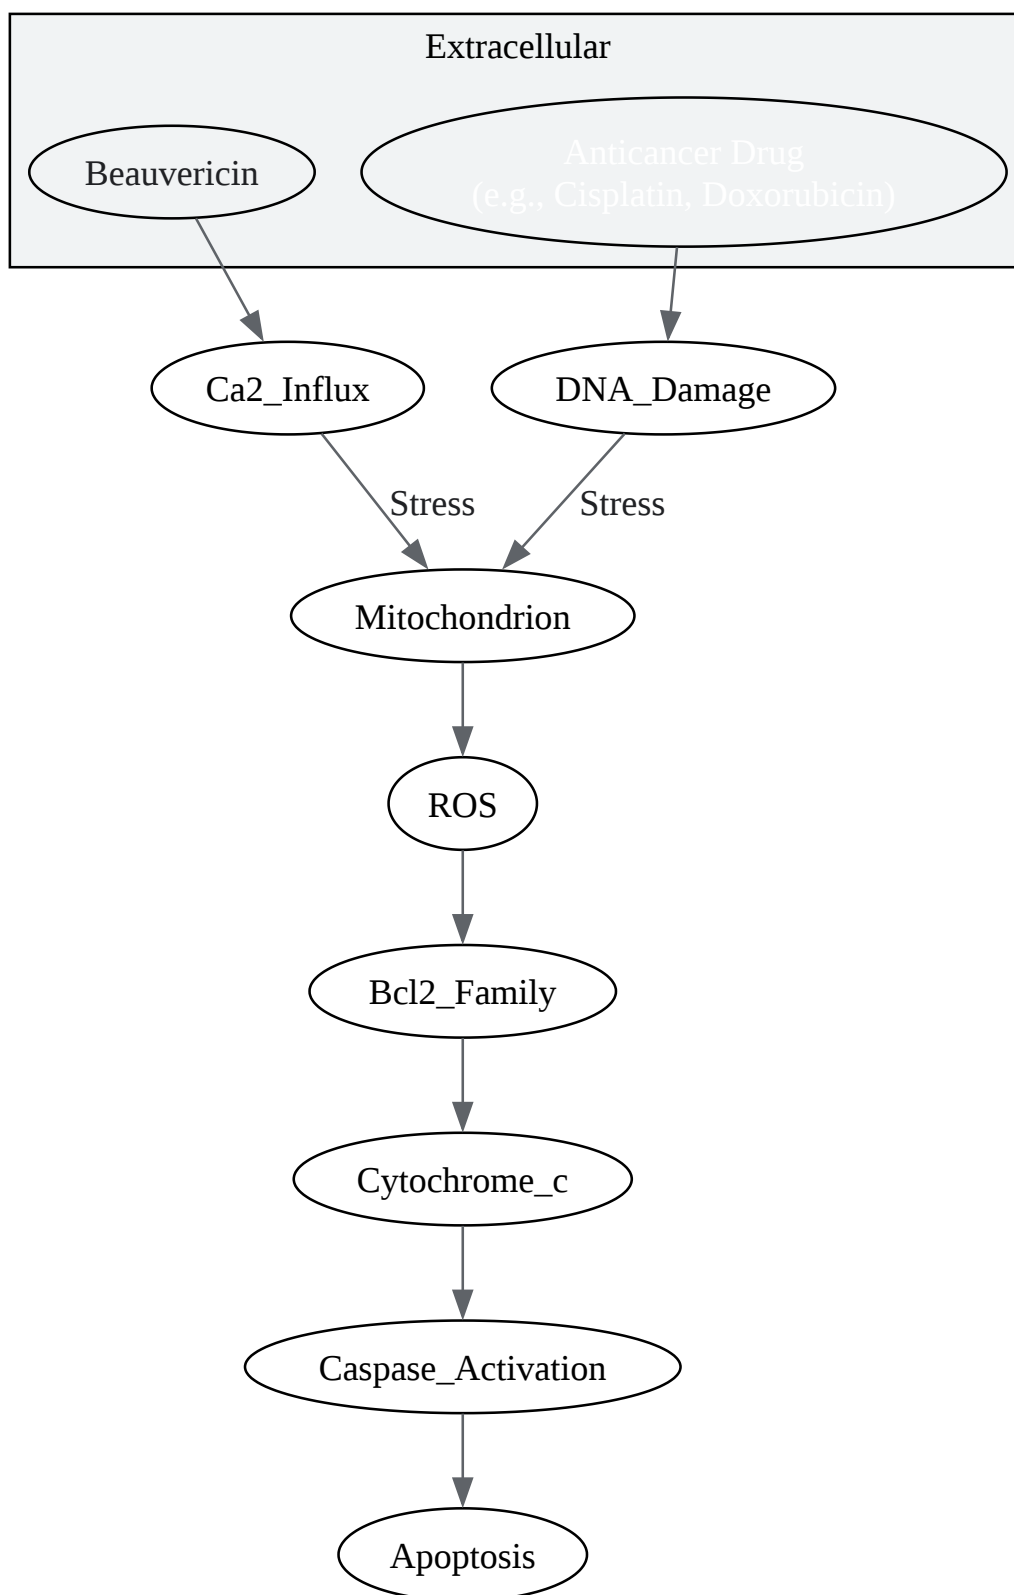 Extracellular
Beauvericin
Anticancer Drug
(e.g., Cisplatin, Doxorubicin)
Ca2_Influx
DNA_Damage
Stress
Stress
Mitochondrion
ROS
Bcl2_Family
Cytochrome_c
Caspase_Activation
Apoptosis